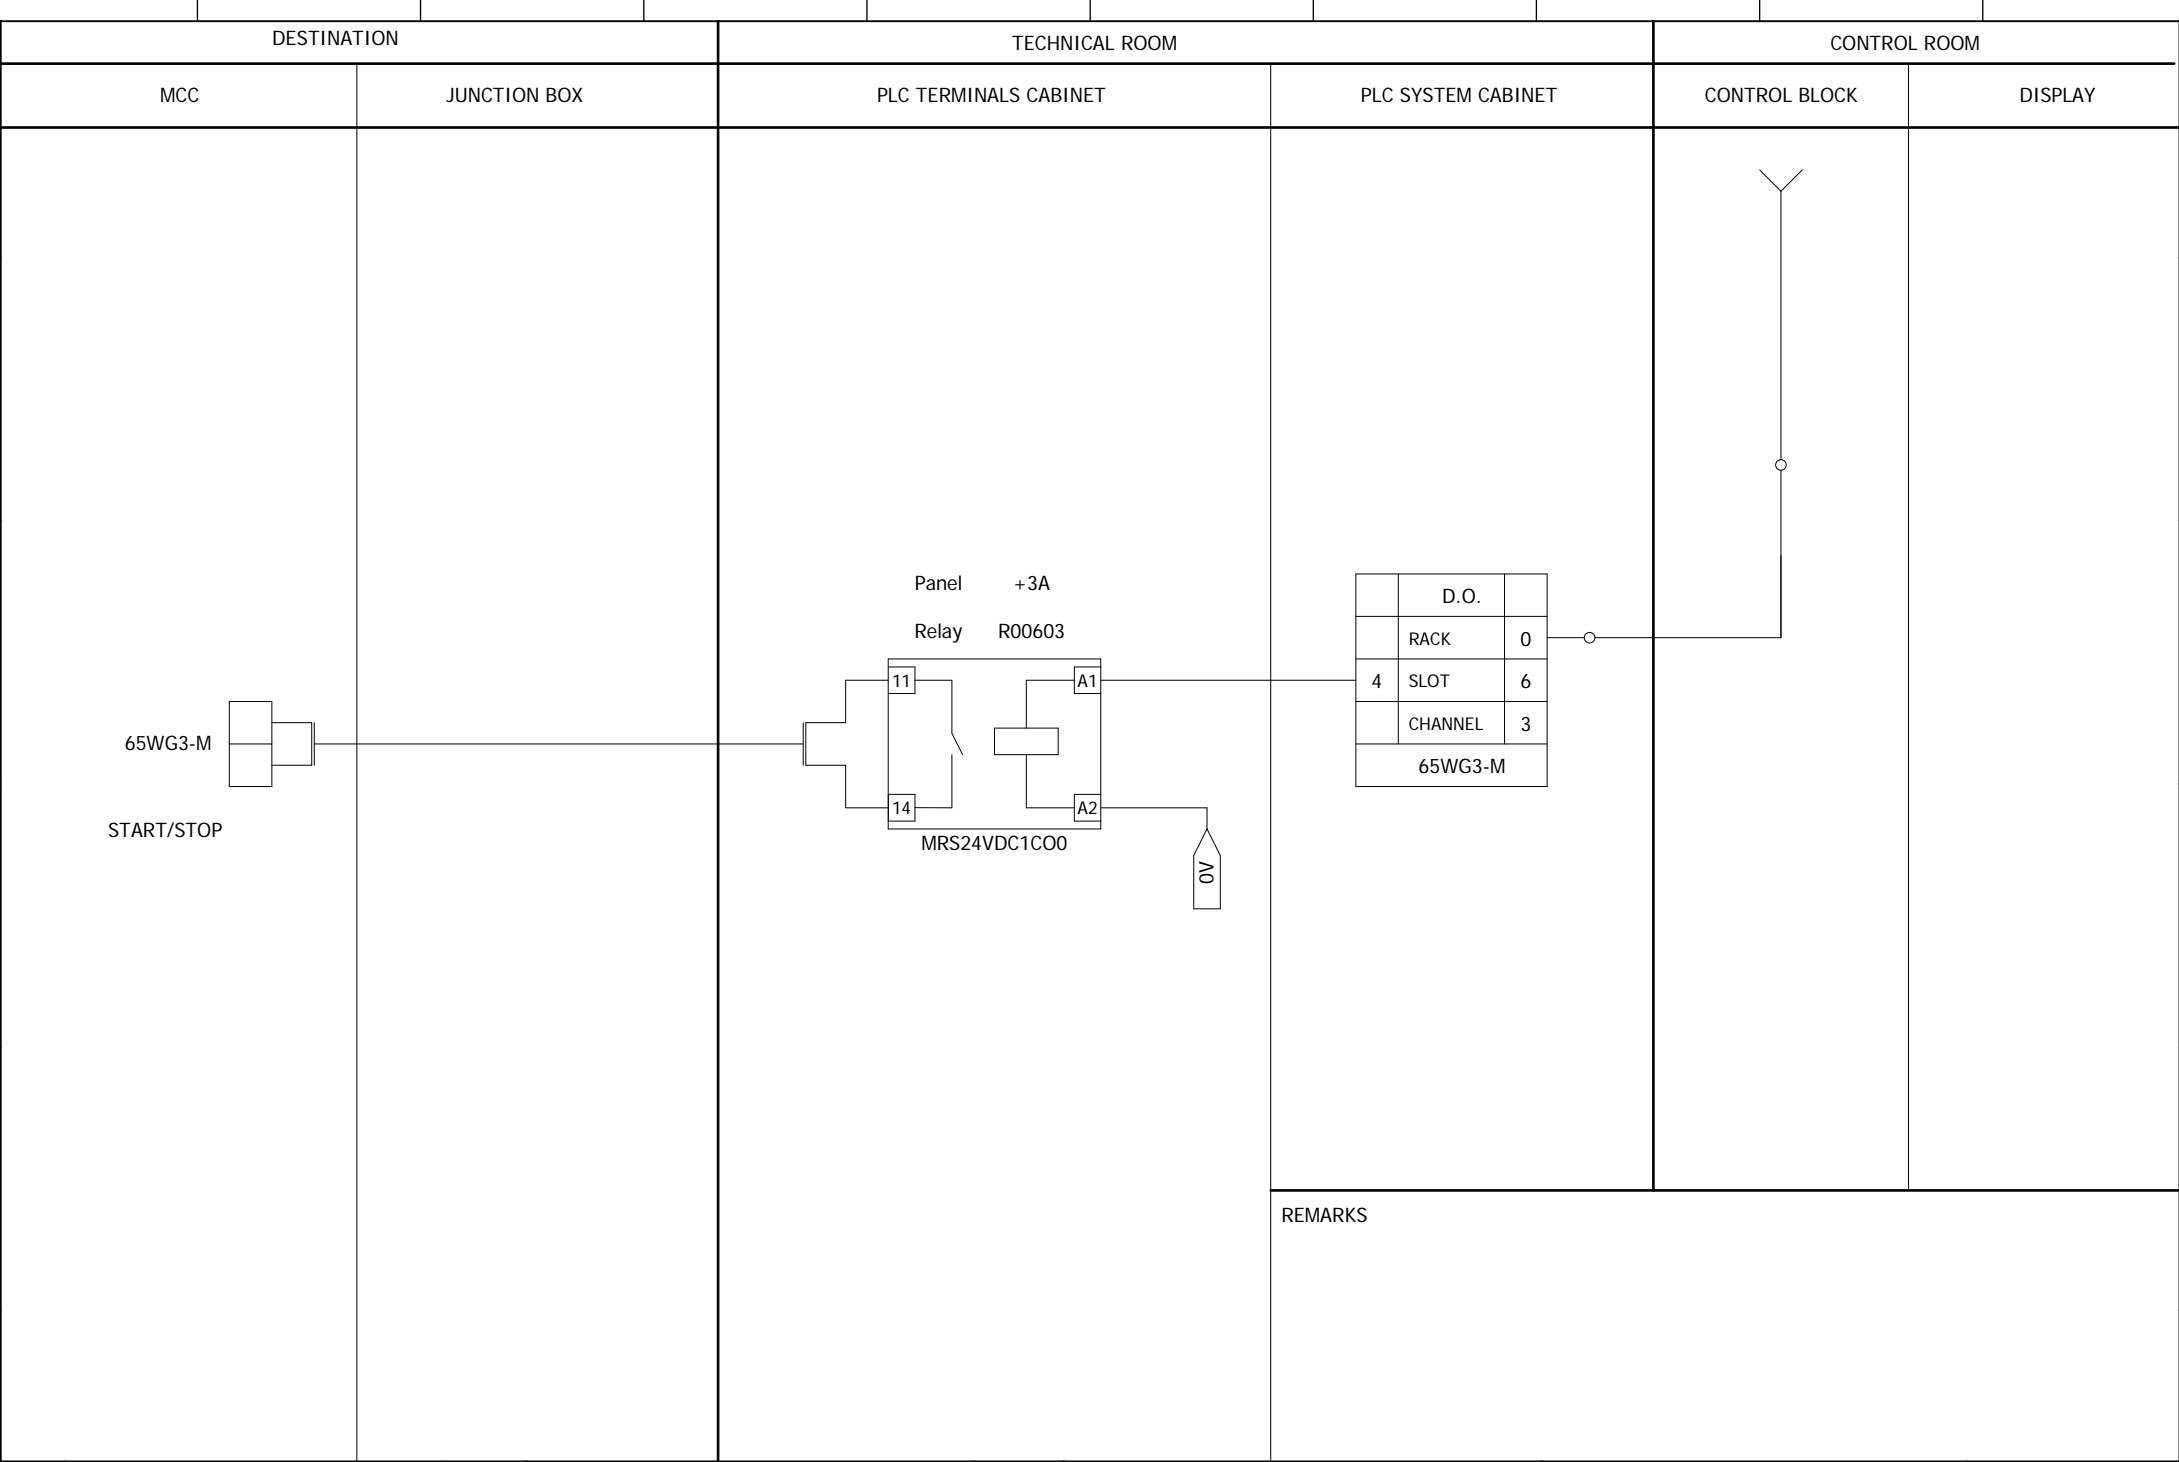 DESTINATION
TECHNICAL ROOM
CONTROL ROOM
MCC
JUNCTION BOX
PLC TERMINALS CABINET
PLC SYSTEM CABINET
CONTROL BLOCK
DISPLAY
Panel +3A
Relay R00603
11
A1
14
A2
MRS24VDC1CO0
0V
65WG3-M
START/STOP
D.O.
RACK 0
4 SLOT 6
CHANNEL 3
65WG3-M
REMARKS